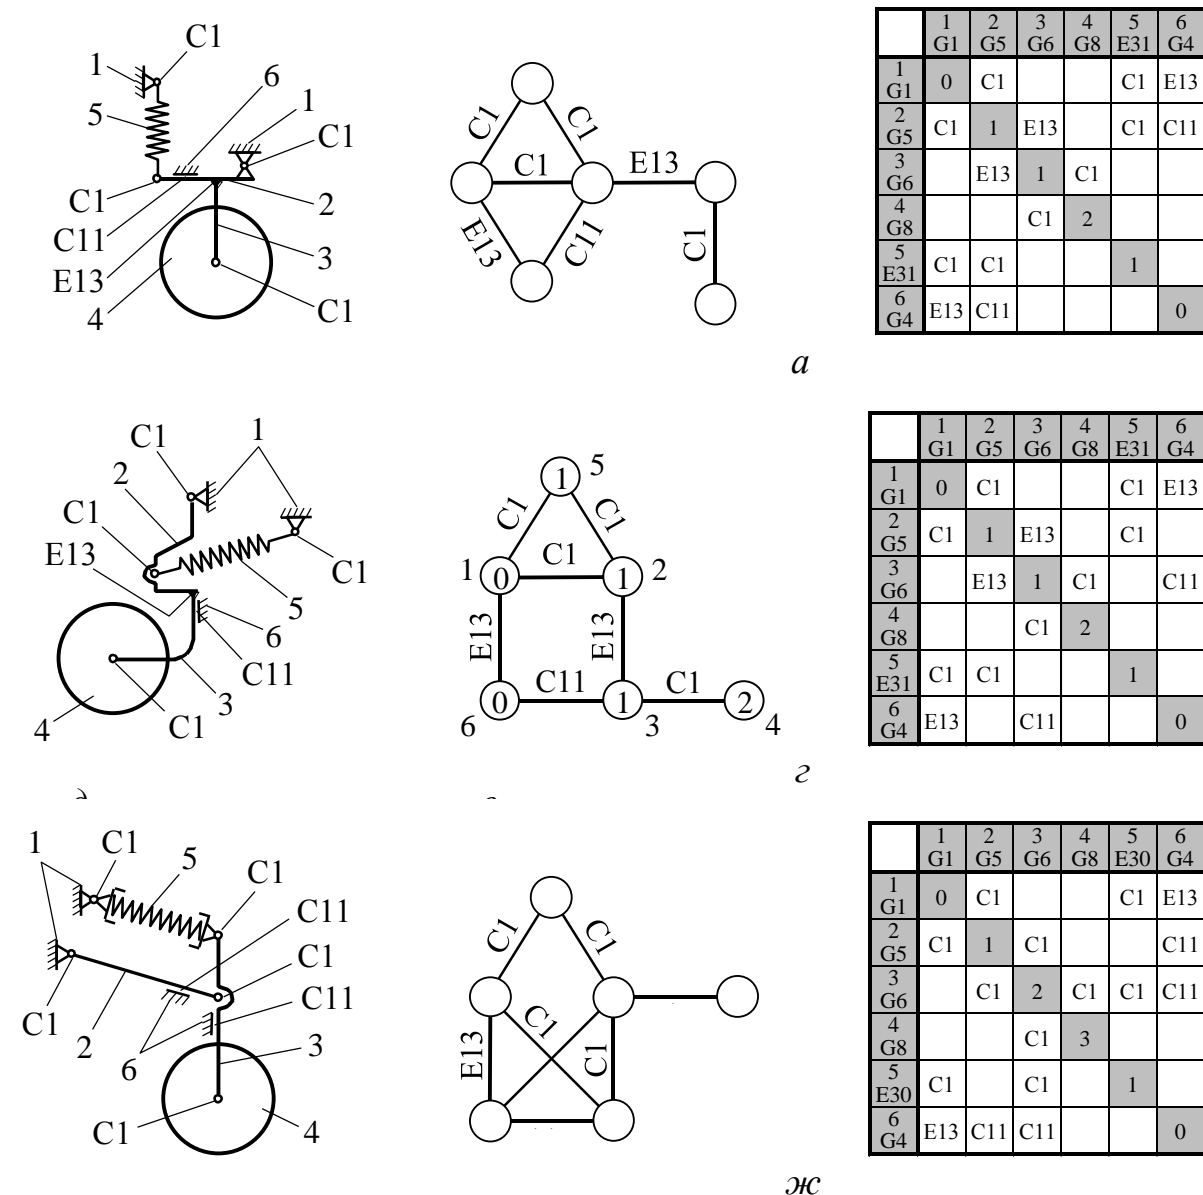 C1
1
6
5
1
C1
C1
2
C11
E13
3
4
C1
C1 C1
C1 E13
E13 C11
C1
1 2 3 4 5 6
G1 G5 G6 G8 E31 G4
1 G1 0 C1 C1 E13
2 G5 C1 1 E13 C1 C11
3 G6 E13 1 C1
4 G8 C1 2
5 E31 C1 C1 1
6 G4 E13 C11 0
а
C1
1
2
C1
E13
C1
5
6
C11
3
4
C1
1 5
C1 C1
C1
1 0 1 2
E13 E13
C11 C1
0 1 2
6 3 4
1 2 3 4 5 6
G1 G5 G6 G8 E31 G4
1 G1 0 C1 C1 E13
2 G5 C1 1 E13 C1
3 G6 E13 1 C1 C11
4 G8 C1 2
5 E31 C1 C1 1
6 G4 E13 C11 0
г
1
C1
5
C1
C11
C1
C11
C1
2
6
3
C1
4
C1 C1
C1
E13 C1
1 2 3 4 5 6
G1 G5 G6 G8 E30 G4
1 G1 0 C1 C1 E13
2 G5 C1 1 C1 C11
3 G6 C1 2 C1 C1 C11
4 G8 C1 3
5 E30 C1 C1 1
6 G4 E13 C11 C11 0
ж